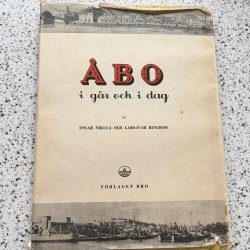 ÅBO
i går och i dag
AV
OSCAR NIKULA OCH LARS-IVAR RINGBOM
FÖRLAGET BRO